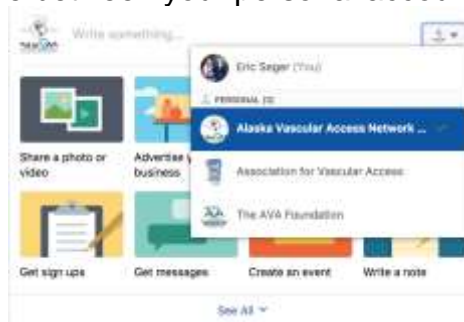 Write something...
Eric Seger (You)
PERSONAL (3)
Alaska Vascular Access Network ...
Association for Vascular Access
The AVA Foundation
Share a photo or
video
Advertise
business
Get sign ups
Get messages
Create an event
Write a note
See All